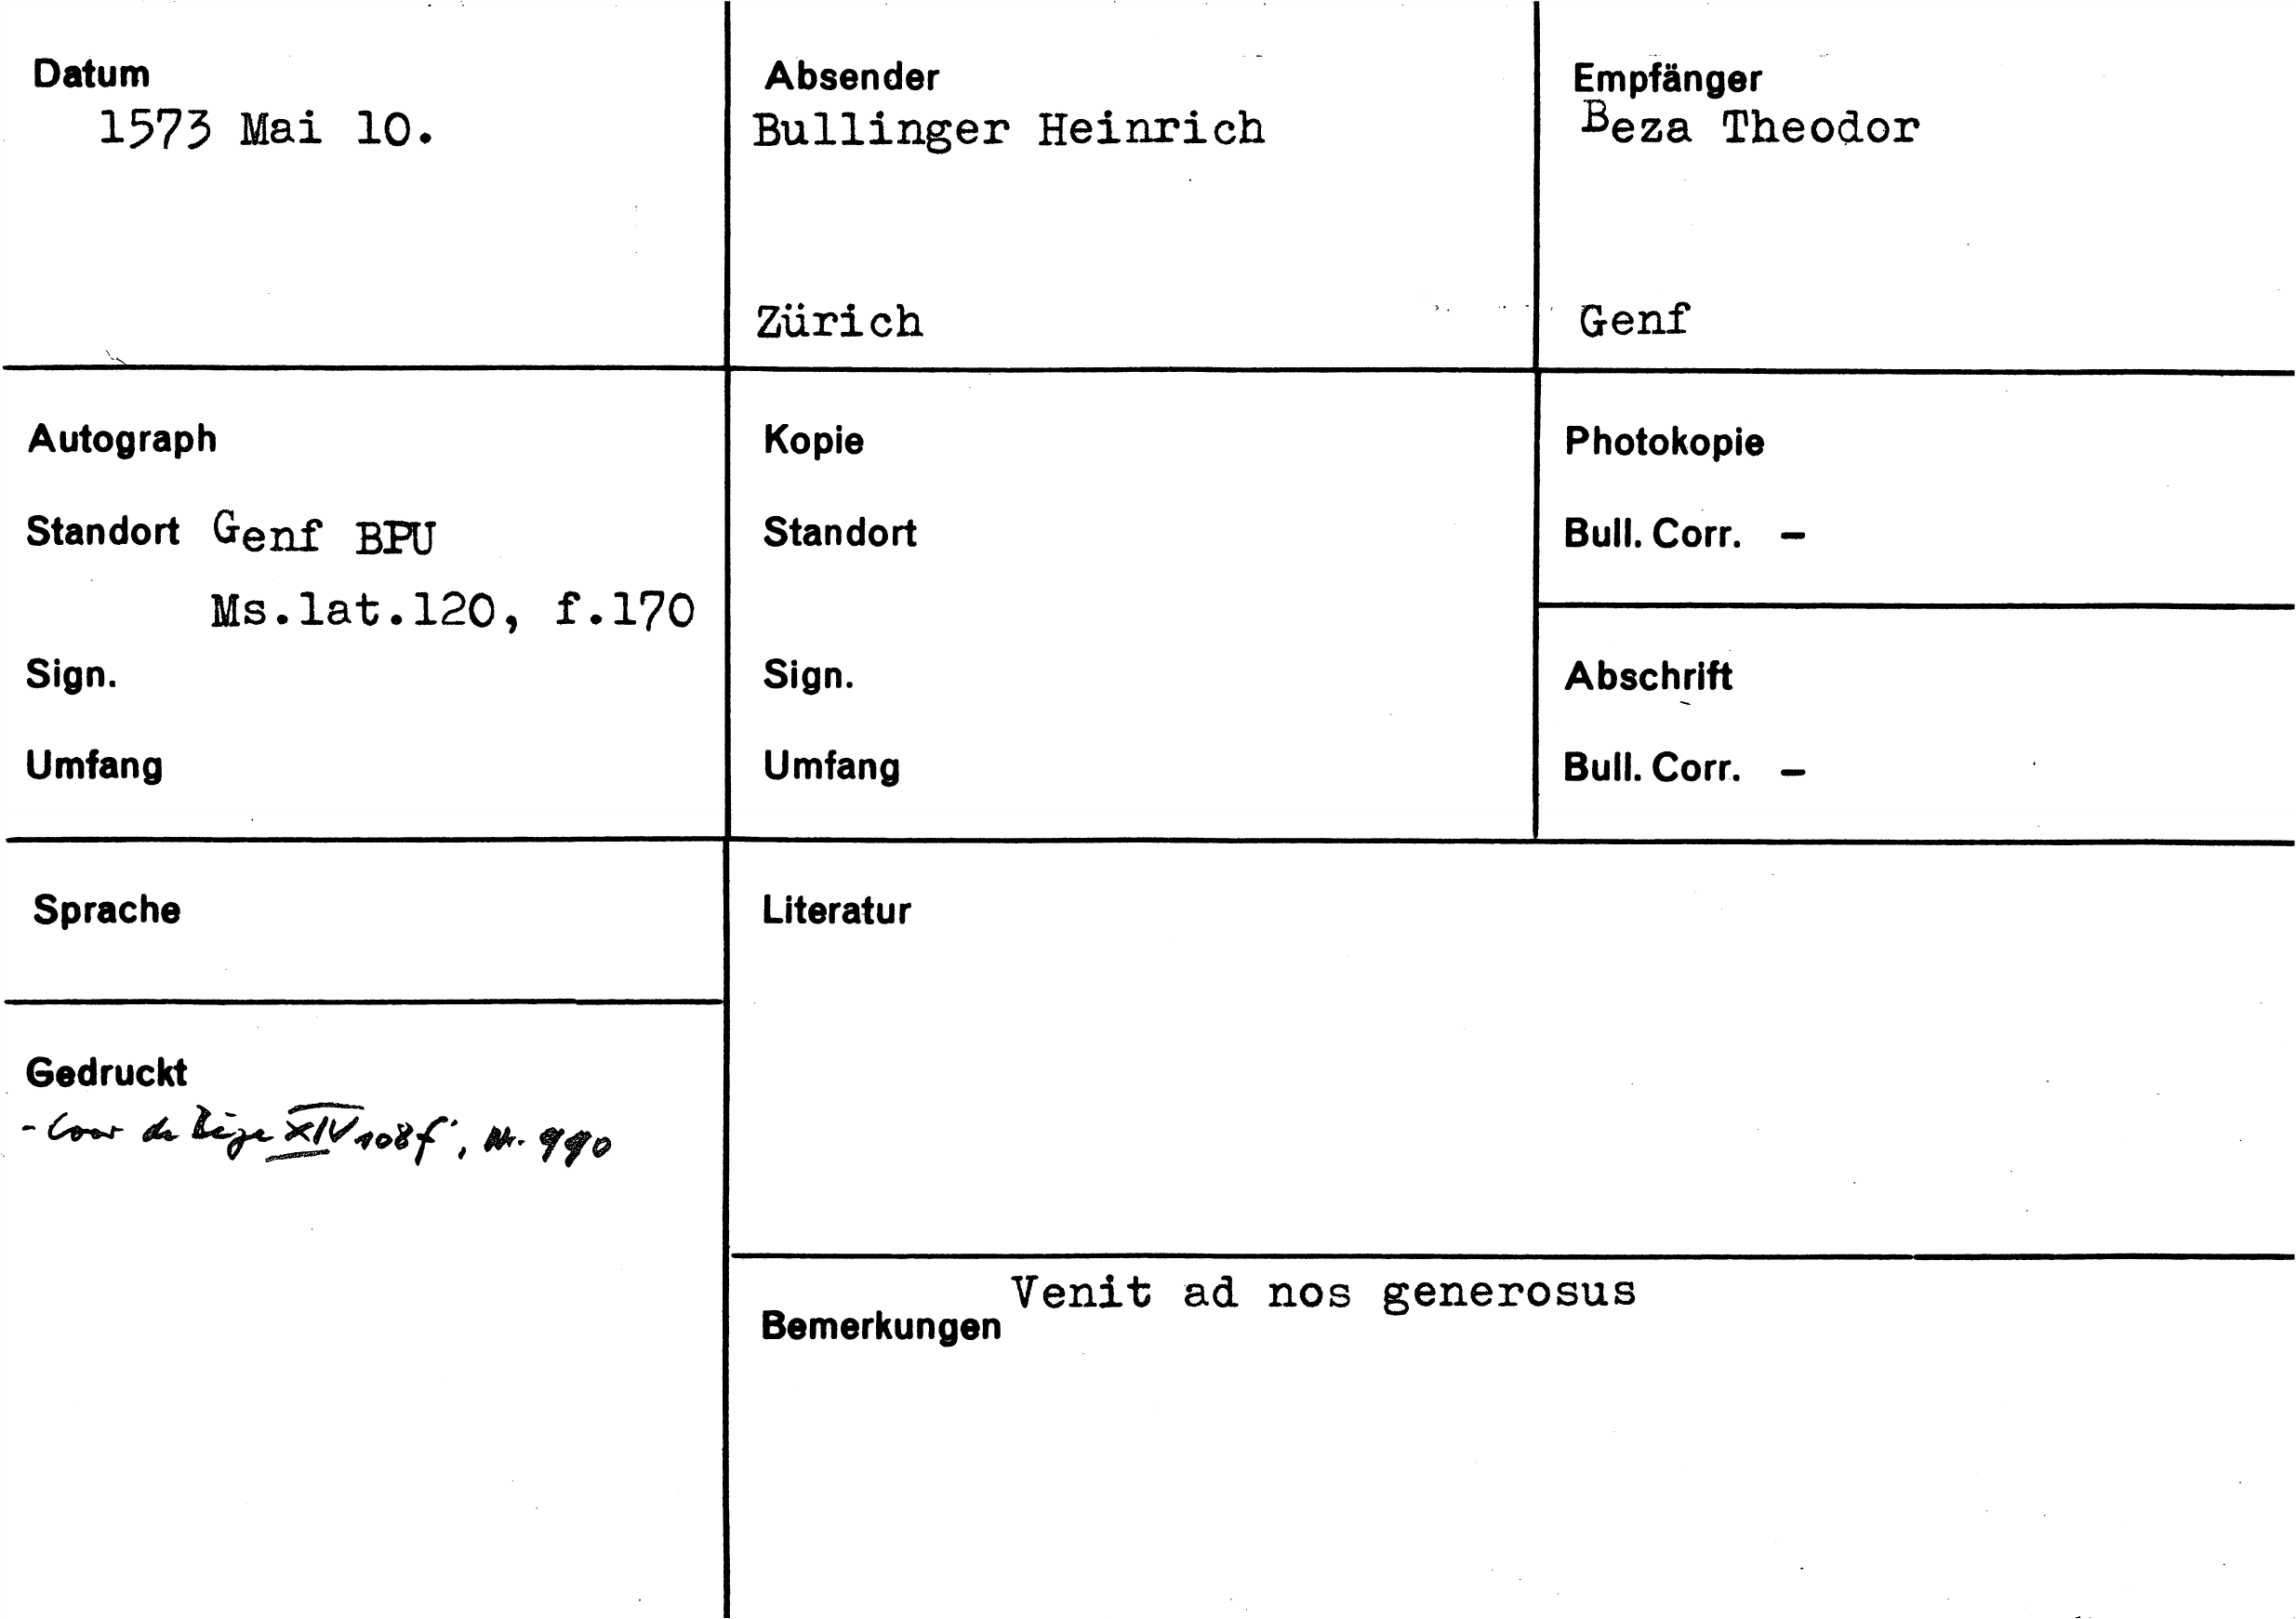 Datum
1573 Mai 10.
Absender
Bullinger Heinrich
Zürich
Empfänger
Beza Theodor
Genf
Autograph
Standort Genf BPU
Ms.lat.120, f.170
Sign.
Umfang
Kopie
Standort
Sign.
Umfang
Photokopie
Bull. Corr. –
Abschrift
Bull. Corr. –
Sprache
Gedruckt
- Corr de Bèze XIV 108f., Nr. 990
Literatur
Venit ad nos generosus
Bemerkungen